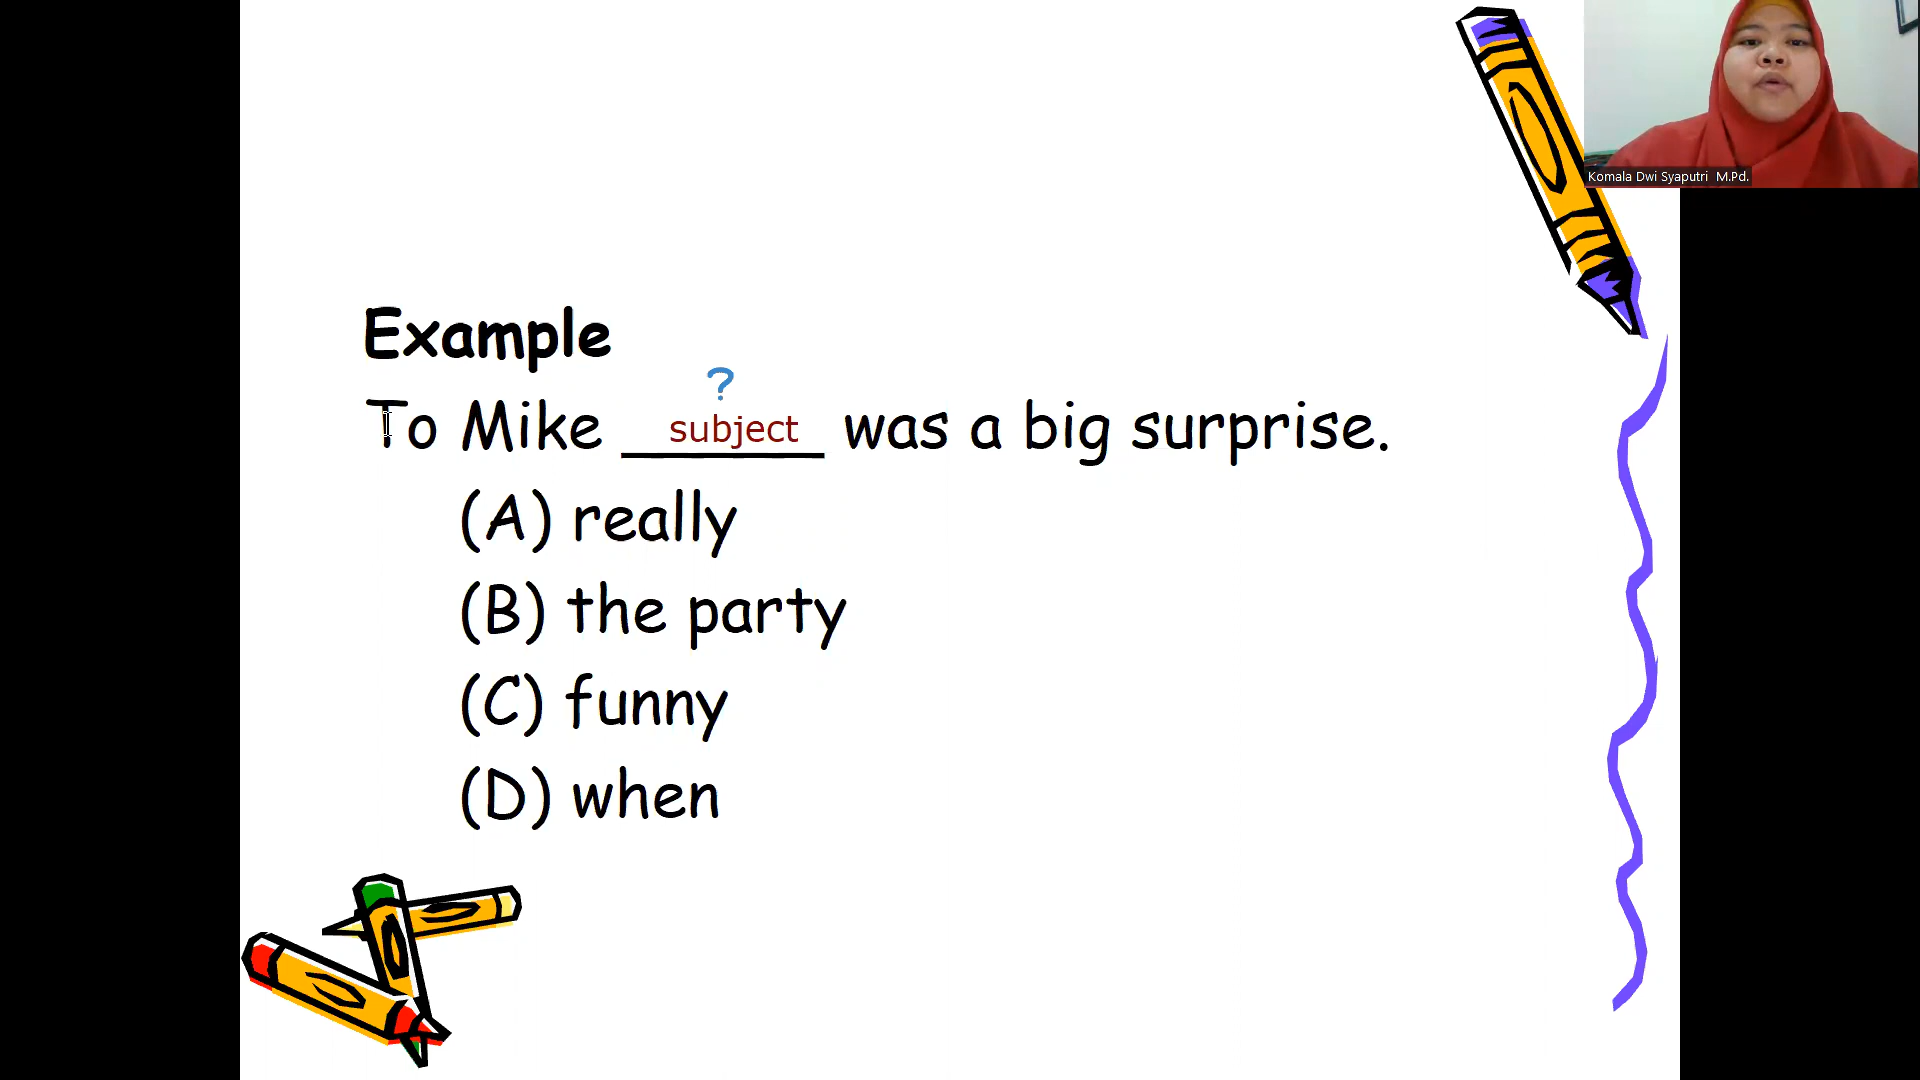 Komala Dwi Syaputri M.Pd.
Example
?
To Mike subject was a big surprise.
(A) really
(B) the party
(C) funny
(D) when